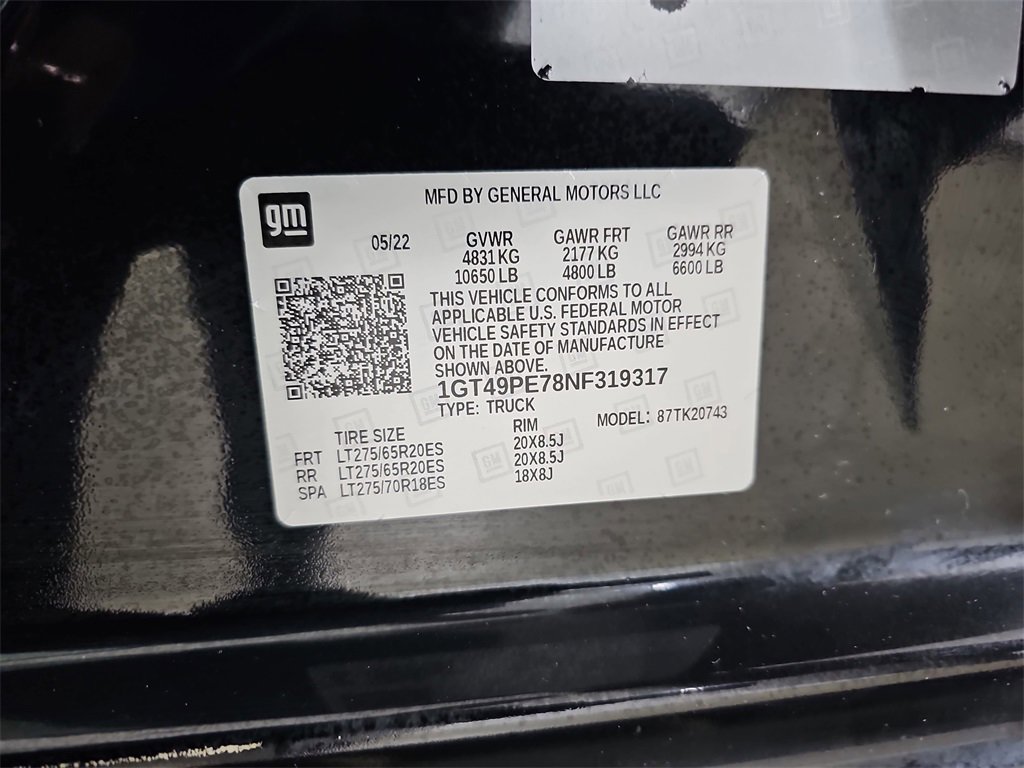 gm
MFD BY GENERAL MOTORS LLC
05/22
GVWR GAWR FRT GAWR RR
4831 KG 2177 KG 2994 KG
10650 LB 4800 LB 6600 LB
THIS VEHICLE CONFORMS TO ALL
APPLICABLE U.S. FEDERAL MOTOR
VEHICLE SAFETY STANDARDS IN EFFECT
ON THE DATE OF MANUFACTURE
SHOWN ABOVE.
1GT49PE78NF319317
TYPE: TRUCK MODEL: 87TK20743
TIRE SIZE RIM
FRT LT275/65R20ES 20X8.5J
RR LT275/65R20ES 20X8.5J
SPA LT275/70R18ES 18X8J